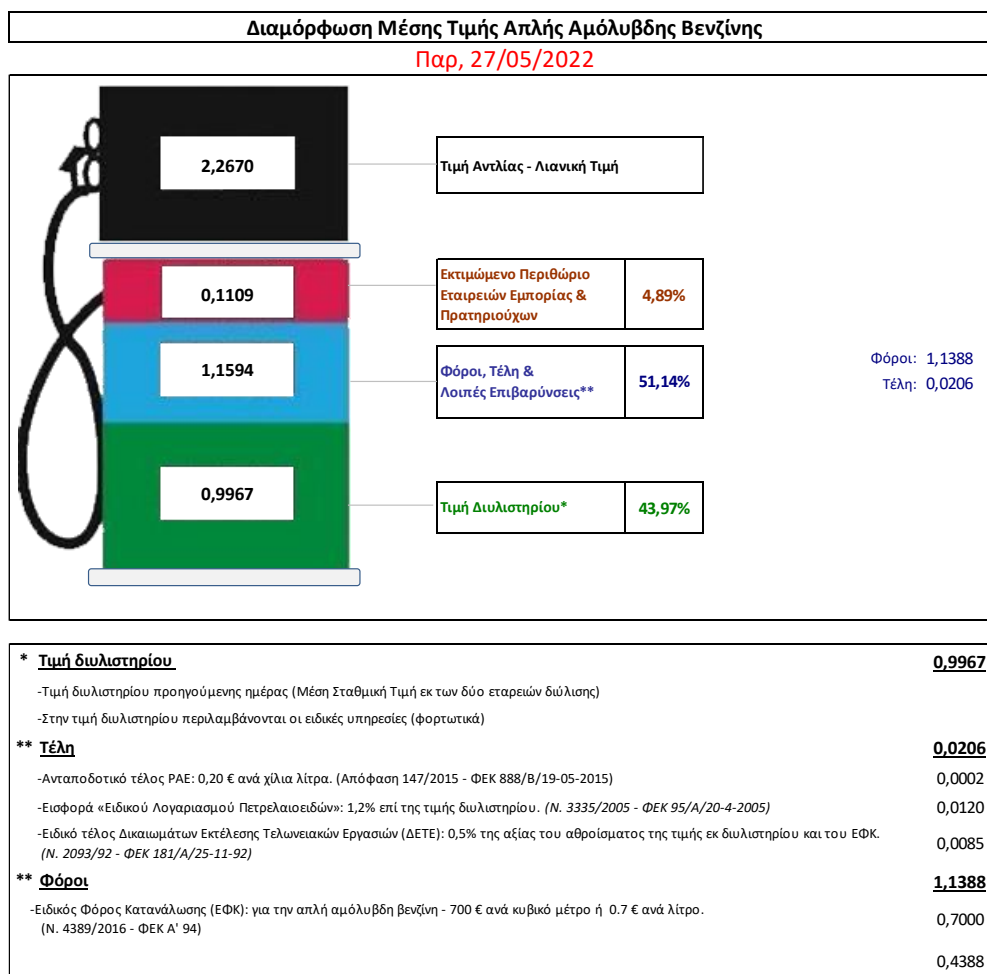 Διαμόρφωση Μέσης Τιμής Απλής Αμόλυβδης Βενζίνης
Παρ, 27/05/2022
2,2670
Τιμή Αντλίας - Λιανική Τιμή
0,1109
Εκτιμώμενο Περιθώριο
Εταιρειών Εμπορίας &
Πρατηριούχων
4,89%
1,1594
Φόροι, Τέλη &
Λοιπές Επιβαρύνσεις**
51,14%
Φόροι: 1,1388
Τέλη: 0,0206
0,9967
Τιμή Διυλιστηρίου*
43,97%
* Τιμή διυλιστηρίου 0,9967
-Τιμή διυλιστηρίου προηγούμενης ημέρας (Μέση Σταθμική Τιμή εκ των δύο εταρειών διύλισης)
-Στην τιμή διυλιστηρίου περιλαμβάνονται οι ειδικές υπηρεσίες (φορτωτικά)
** Τέλη 0,0206
-Ανταποδοτικό τέλος ΡΑΕ: 0,20 € ανά χίλια λίτρα. (Απόφαση 147/2015 - ΦΕΚ 888/Β/19-05-2015) 0,0002
-Εισφορά «Ειδικού Λογαριασμού Πετρελαιοειδών»: 1,2% επί της τιμής διυλιστηρίου. (Ν. 3335/2005 - ΦΕΚ 95/Α/20-4-2005) 0,0120
-Ειδικό τέλος Δικαιωμάτων Εκτέλεσης Τελωνειακών Εργασιών (ΔΕΤΕ): 0,5% της αξίας του αθροίσματος της τιμής εκ διυλιστηρίου και του ΕΦΚ.
(Ν. 2093/92 - ΦΕΚ 181/Α/25-11-92) 0,0085
** Φόροι 1,1388
-Ειδικός Φόρος Κατανάλωσης (ΕΦΚ): για την απλή αμόλυβδη βενζίνη - 700 € ανά κυβικό μέτρο ή 0.7 € ανά λίτρο.
(Ν. 4389/2016 - ΦΕΚ Α' 94) 0,7000
0,4388